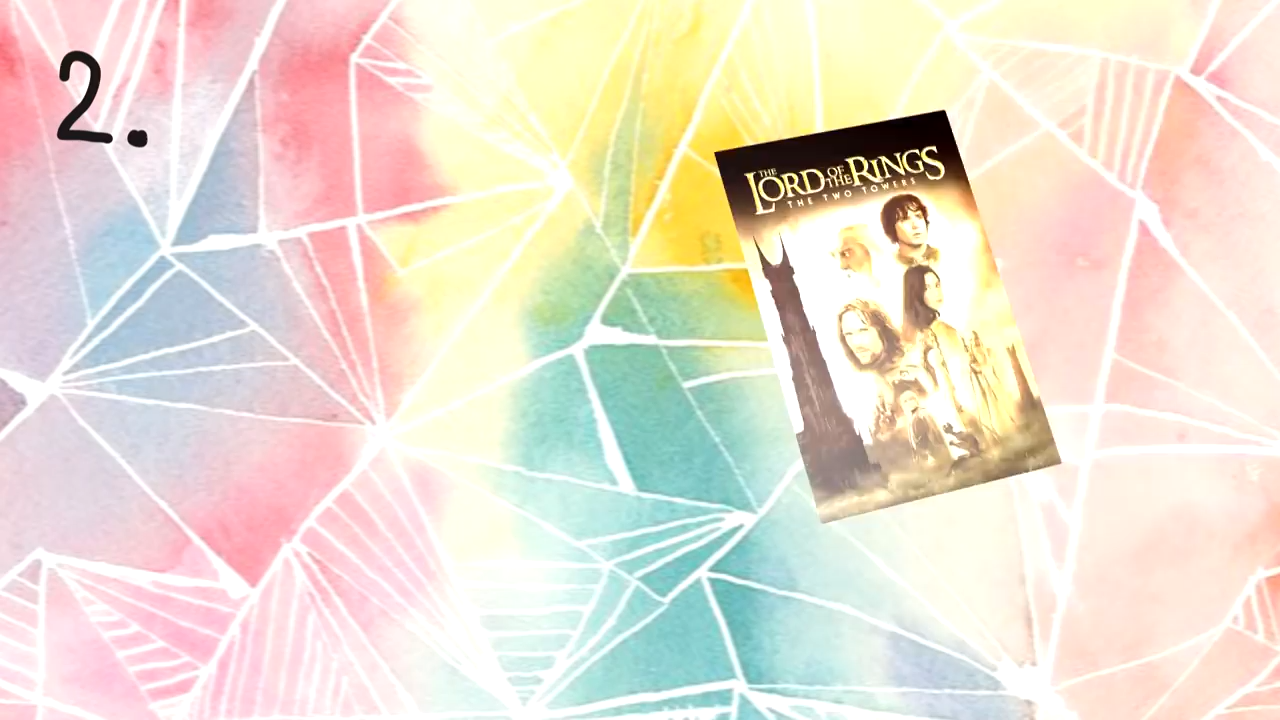 2.
THE LORD OF THE RINGS
THE TWO TOWERS